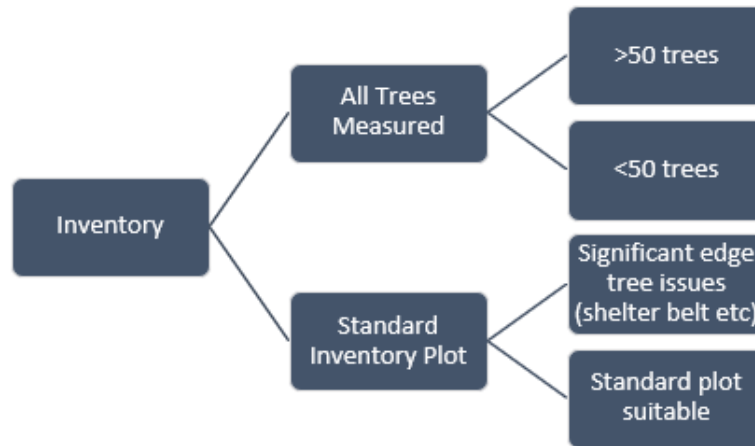 Inventory
All Trees
Measured
>50 trees
<50 trees
Standard
Inventory Plot
Significant edge
tree issues
(shelter belt etc)
Standard plot
suitable